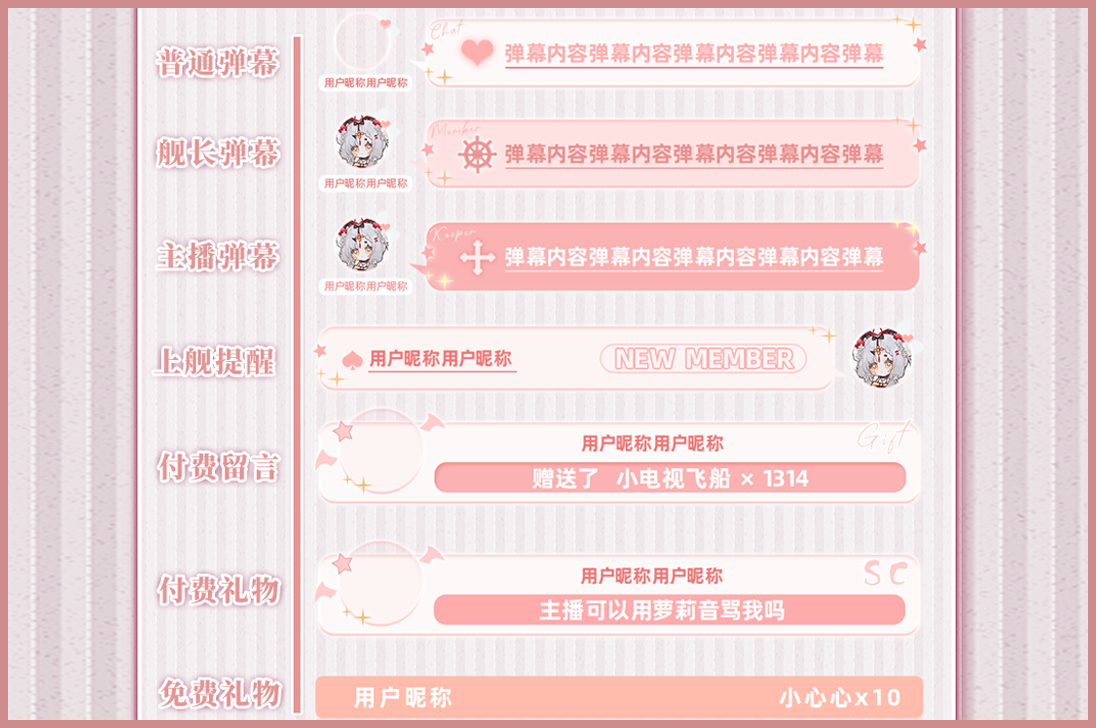 普通弹幕
Chat
弹幕内容弹幕内容弹幕内容弹幕内容弹幕
用户昵称用户昵称
舰长弹幕
Member
弹幕内容弹幕内容弹幕内容弹幕内容弹幕
用户昵称用户昵称
主播弹幕
Keeper
弹幕内容弹幕内容弹幕内容弹幕内容弹幕
用户昵称用户昵称
上舰提醒
用户昵称用户昵称
NEW MEMBER
付费留言
用户昵称用户昵称
Gift
赠送了 小电视飞船 × 1314
付费礼物
用户昵称用户昵称
SC
主播可以用萝莉音骂我吗
免费礼物
用户昵称
小心心x10